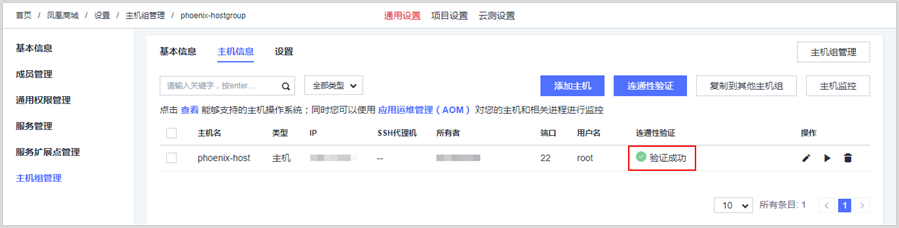 首页 / 凤凰商城 / 设置 / 主机组管理 / phoenix-hostgroup 通用设置 项目设置 云测设置
基本信息
成员管理
通用权限管理
服务管理
服务扩展点管理
主机组管理
基本信息 主机信息 设置 主机组管理
请输入关键字，按enter... 全部类型 添加主机 连通性验证 复制到其他主机组 主机监控
点击 查看 能够支持的主机操作系统；同时您可以使用 应用运维管理（AOM） 对您的主机和相关进程进行监控
主机名 类型 IP SSH代理机 所有者 端口 用户名 连通性验证 操作
phoenix-host 主机 -- 22 root 验证成功
10 所有条目: 1 < 1 >